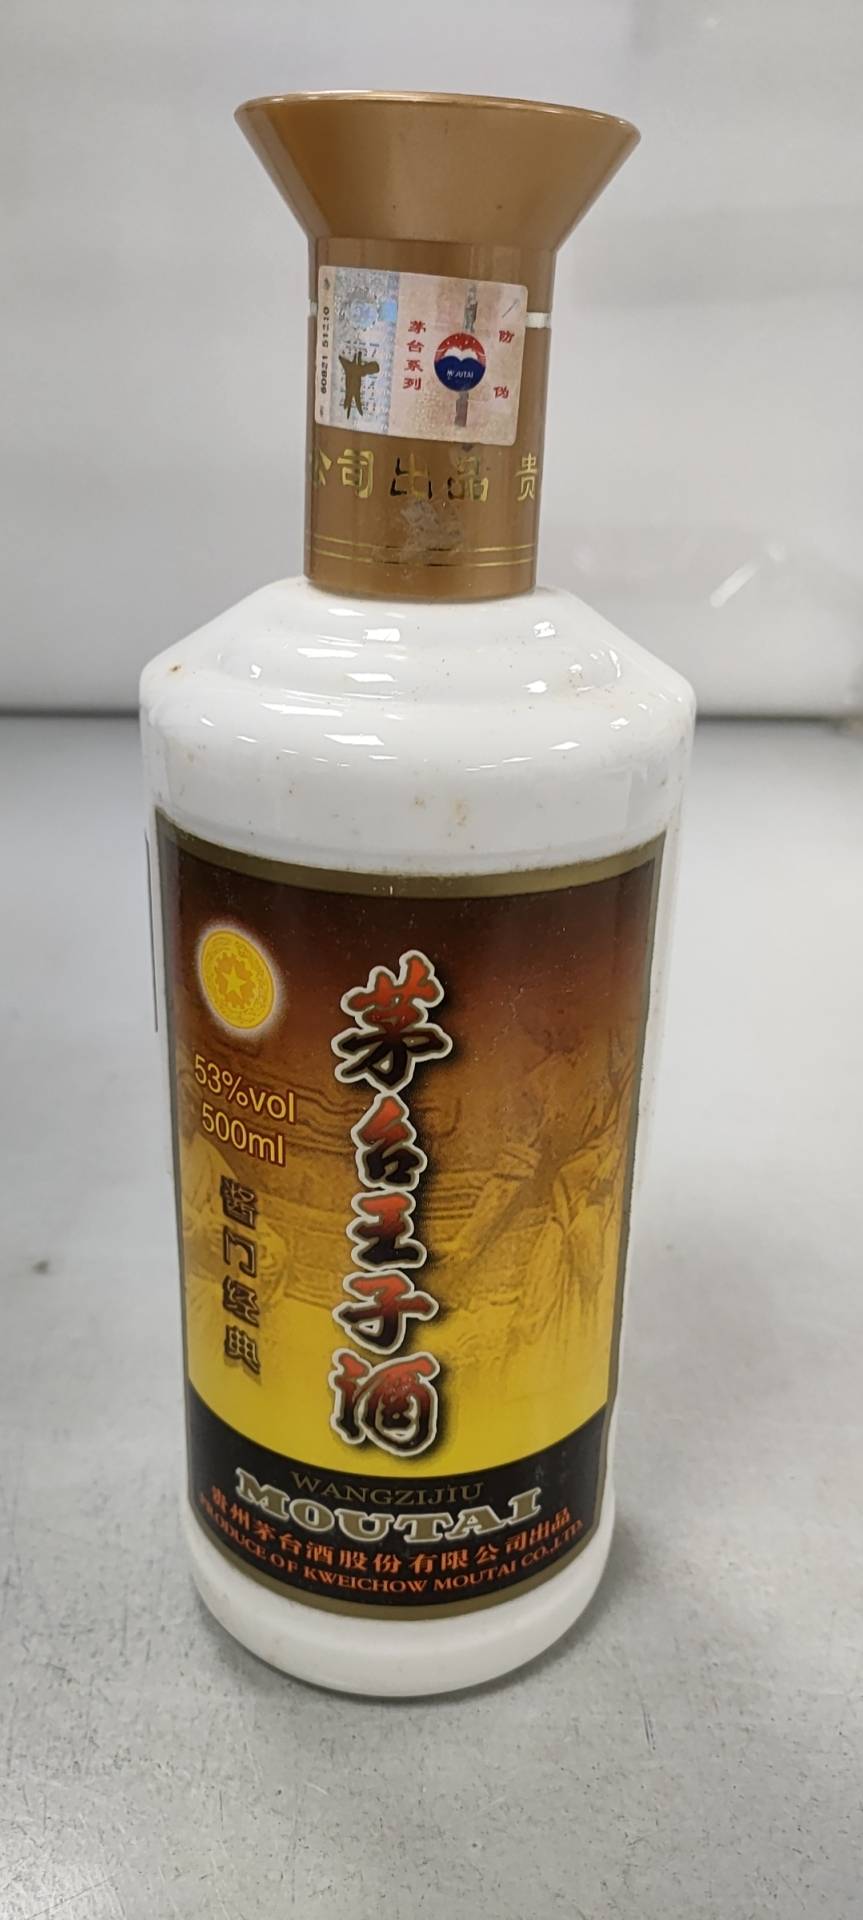 茅台系列
防伪
MOUTAI
公司出品 贵
53%vol
500ml
酱门经典
茅台王子酒
WANGZIJIU
MOUTAI
贵州茅台酒股份有限公司出品
PRODUCE OF KWEICHOW MOUTAI CO.,LTD.